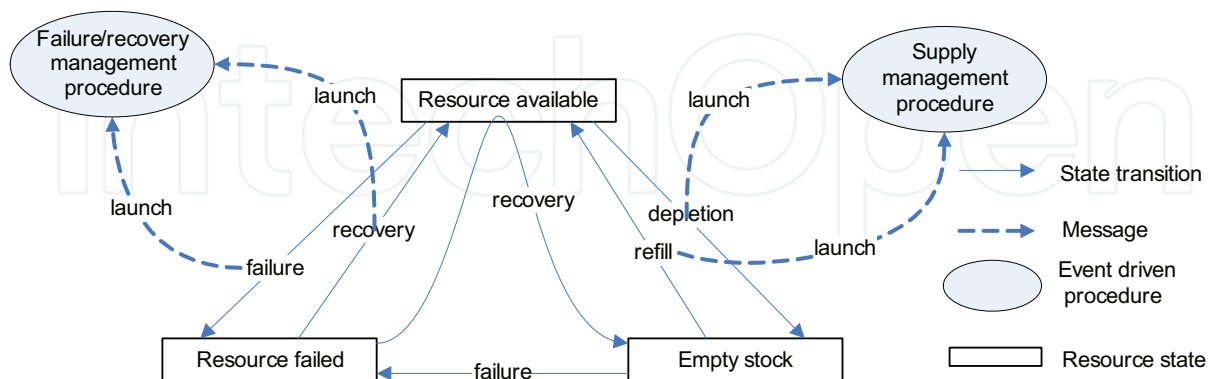 Failure/recovery
management
procedure
Supply
management
procedure
launch
Resource available
launch
launch
recovery
recovery
depletion
refill
launch
failure
Resource failed
failure
Empty stock
State transition
Message
Event driven
procedure
Resource state
IntechOpen